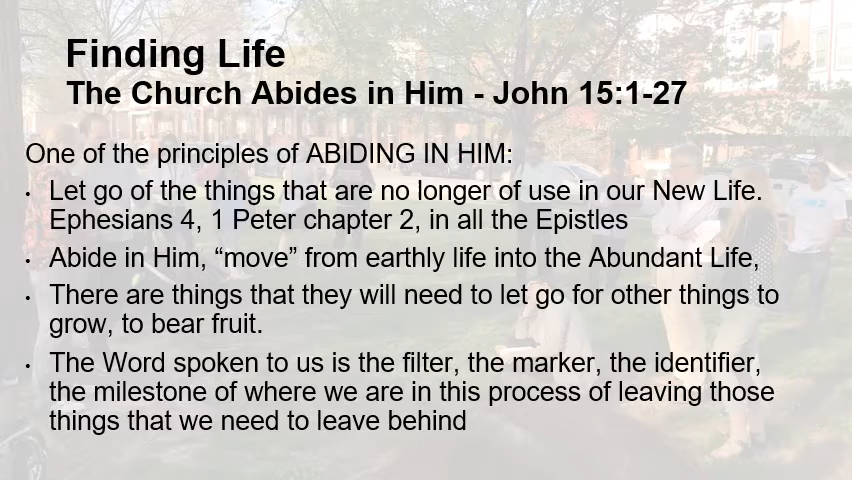 Finding Life
The Church Abides in Him - John 15:1-27
One of the principles of ABIDING IN HIM:
• Let go of the things that are no longer of use in our New Life.
Ephesians 4, 1 Peter chapter 2, in all the Epistles
• Abide in Him, “move” from earthly life into the Abundant Life,
• There are things that they will need to let go for other things to
grow, to bear fruit.
• The Word spoken to us is the filter, the marker, the identifier,
the milestone of where we are in this process of leaving those
things that we need to leave behind